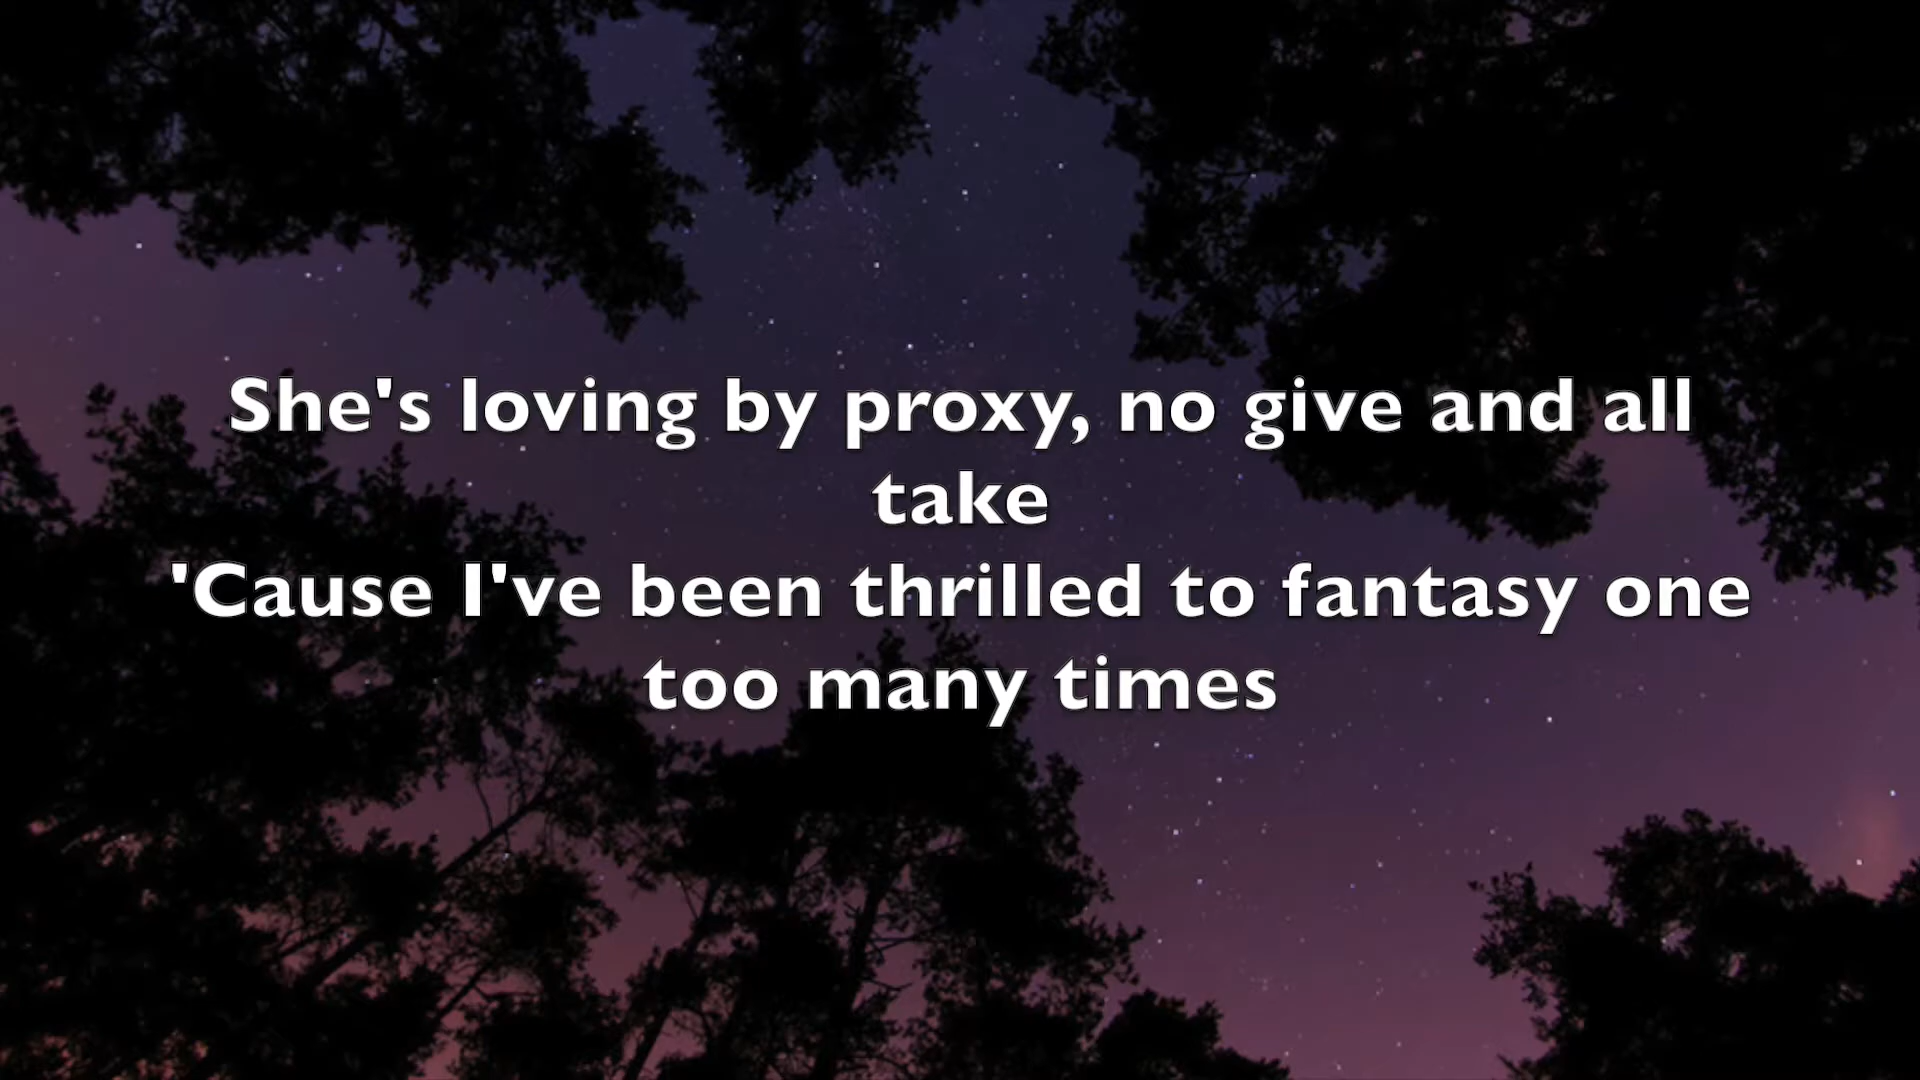 She's loving by proxy, no give and all
take
'Cause I've been thrilled to fantasy one
too many times